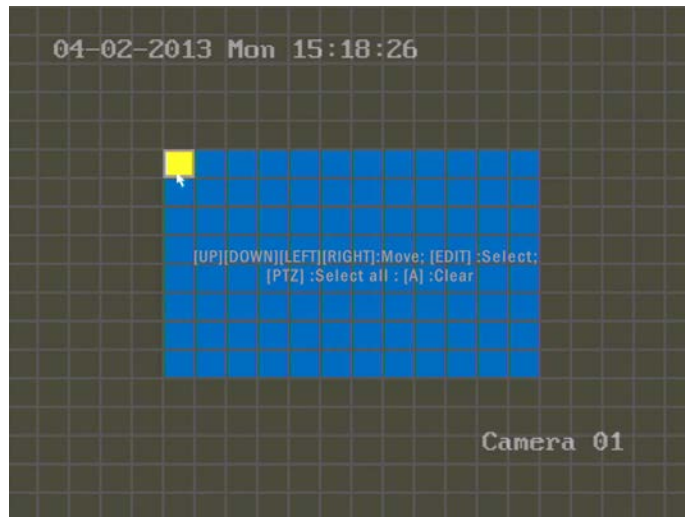 04-02-2013 Mon 15:18:26
[UP][DOWN][LEFT][RIGHT]:Move; [EDIT] :Select;
[PTZ] :Select all : [A] :Clear
Camera 01